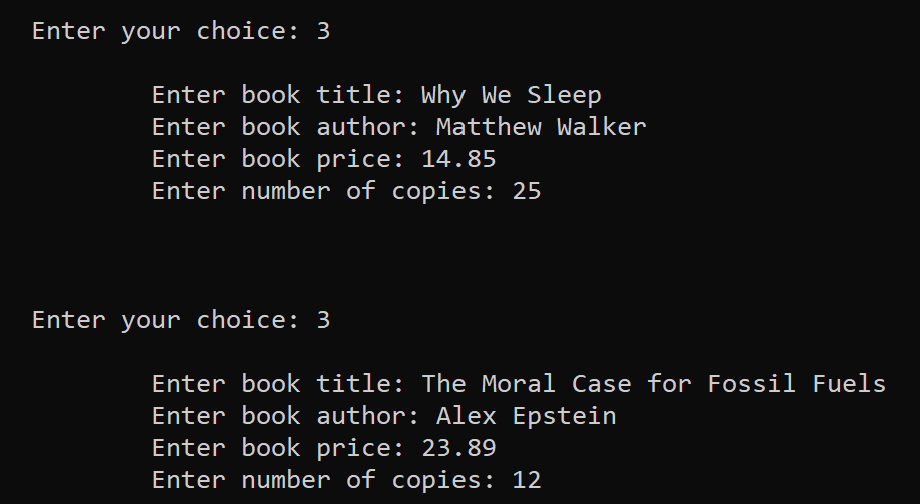 Enter your choice: 3
Enter book title: Why We Sleep
Enter book author: Matthew Walker
Enter book price: 14.85
Enter number of copies: 25
Enter your choice: 3
Enter book title: The Moral Case for Fossil Fuels
Enter book author: Alex Epstein
Enter book price: 23.89
Enter number of copies: 12